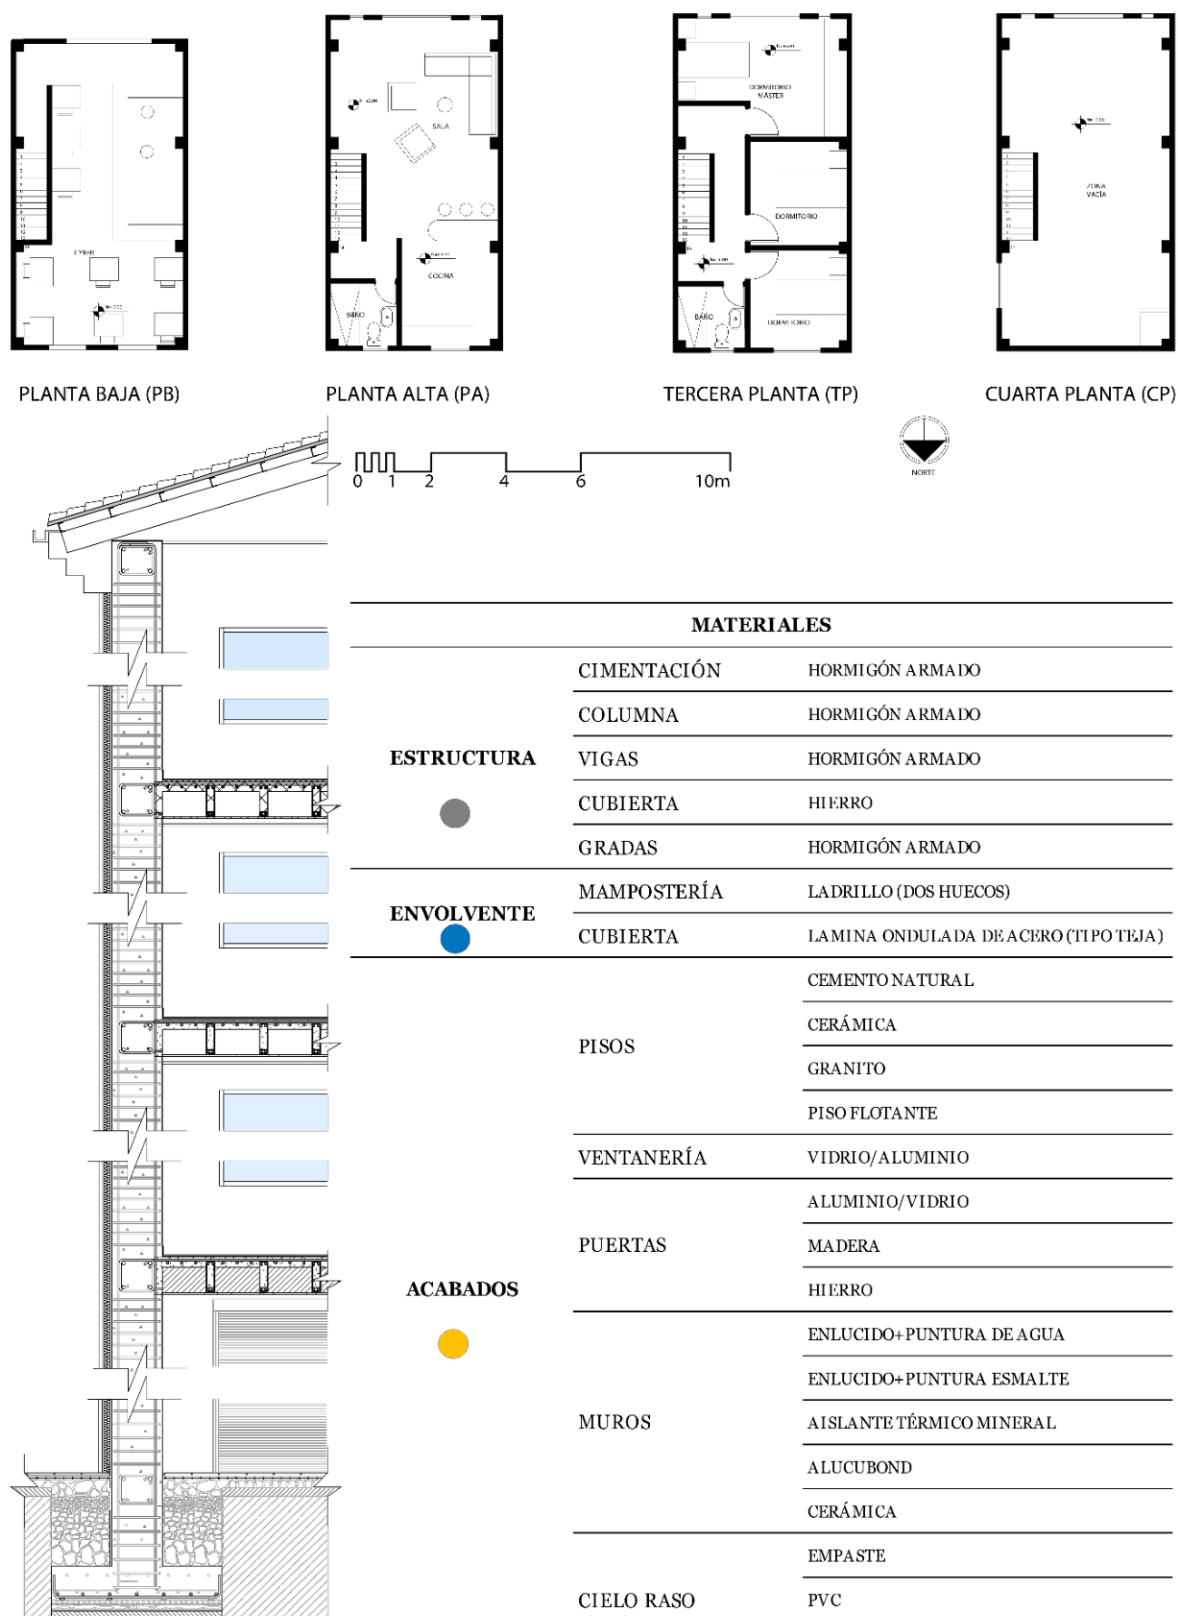 DORMITORIO
MÁSTER
SALA
DORMITORIO
ZONA
VACÍA
CYBER
COCINA
BAÑO
BAÑO
DORMITORIO
PLANTA BAJA (PB)
PLANTA ALTA (PA)
TERCERA PLANTA (TP)
CUARTA PLANTA (CP)
0 1 2 4 6 10m
NORTE
MATERIALES
ESTRUCTURA
CIMENTACIÓN HORMIGÓN ARMADO
COLUMNA HORMIGÓN ARMADO
VIGAS HORMIGÓN ARMADO
CUBIERTA HIERRO
GRADAS HORMIGÓN ARMADO
ENVOLVENTE
MAMPOSTERÍA LADRILLO (DOS HUECOS)
CUBIERTA LAMINA ONDULADA DE ACERO (TIPO TEJA)
ACABADOS
PISOS
CEMENTO NATURAL
CERÁMICA
GRANITO
PISO FLOTANTE
VENTANERÍA VIDRIO/ALUMINIO
PUERTAS
ALUMINIO/VIDRIO
MADERA
HIERRO
MUROS
ENLUCIDO+PUNTURA DE AGUA
ENLUCIDO+PUNTURA ESMALTE
AISLANTE TÉRMICO MINERAL
ALUCUBOND
CERÁMICA
CIELO RASO
EMPASTE
PVC